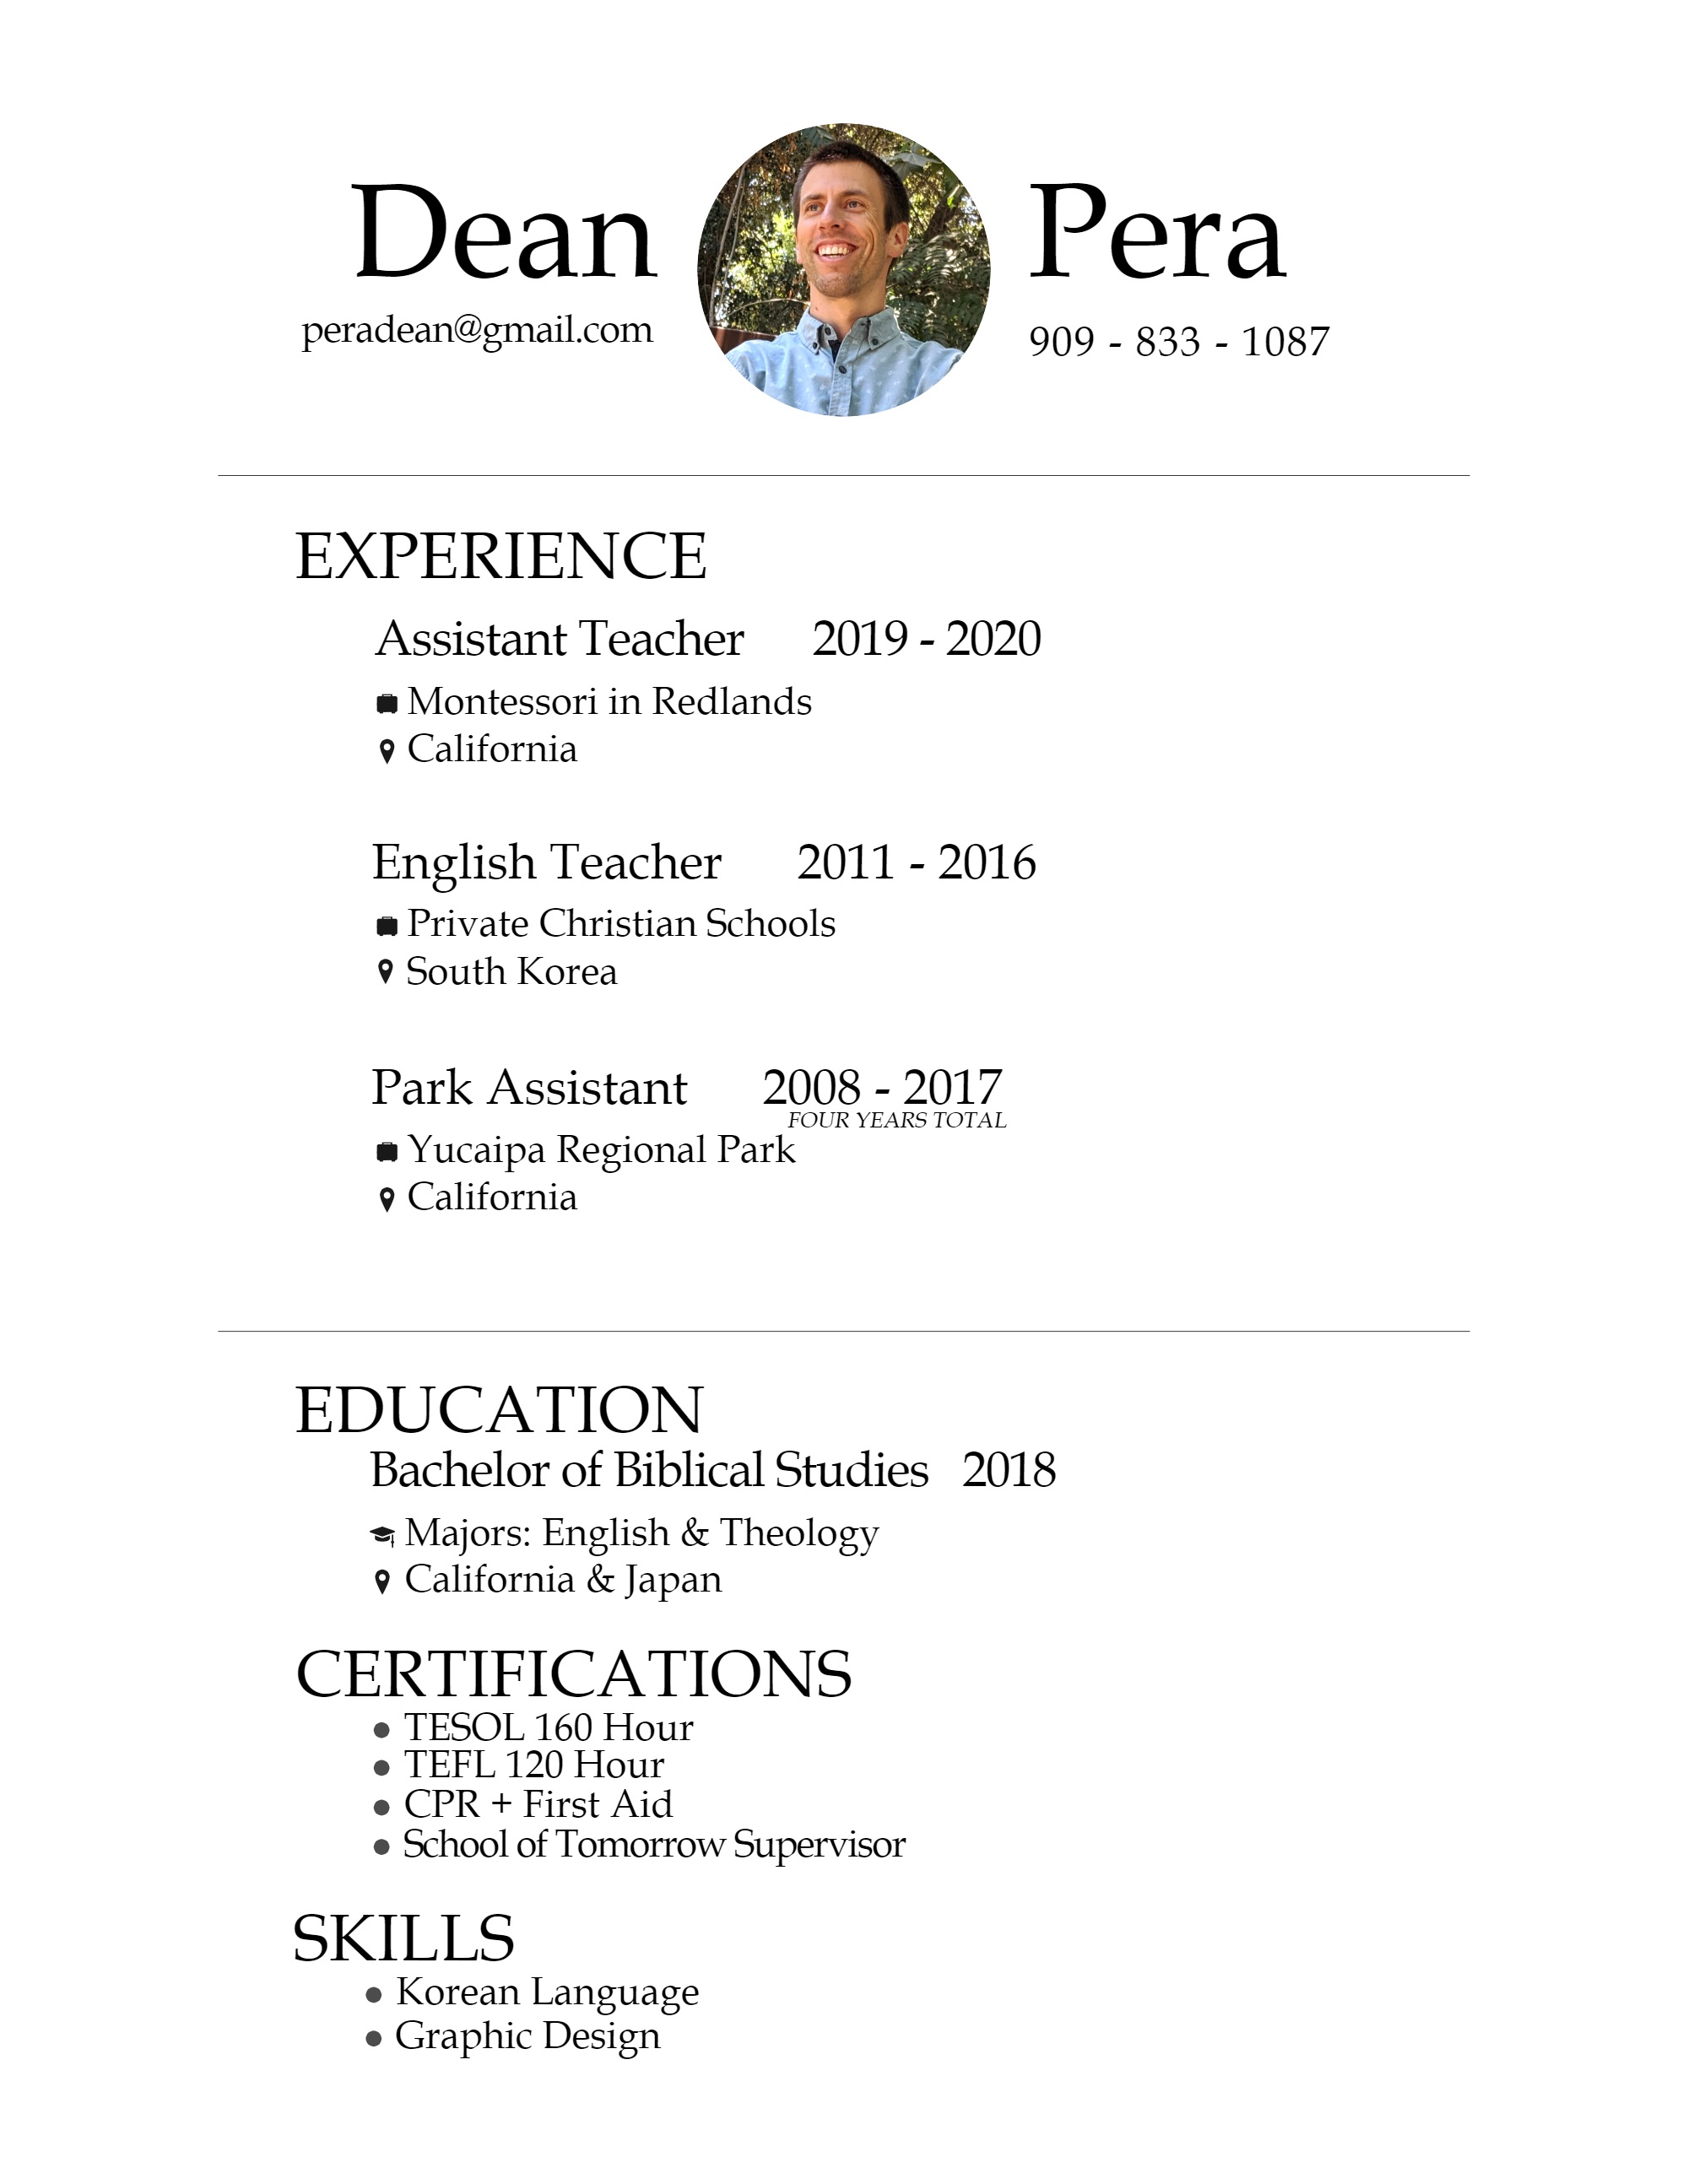 Dean Pera
peradean@gmail.com 909 - 833 - 1087
EXPERIENCE
Assistant Teacher 2019 - 2020
Montessori in Redlands
California
English Teacher 2011 - 2016
Private Christian Schools
South Korea
Park Assistant 2008 - 2017
FOUR YEARS TOTAL
Yucaipa Regional Park
California
EDUCATION
Bachelor of Biblical Studies 2018
Majors: English & Theology
California & Japan
CERTIFICATIONS
TESOL 160 Hour
TEFL 120 Hour
CPR + First Aid
School of Tomorrow Supervisor
SKILLS
Korean Language
Graphic Design